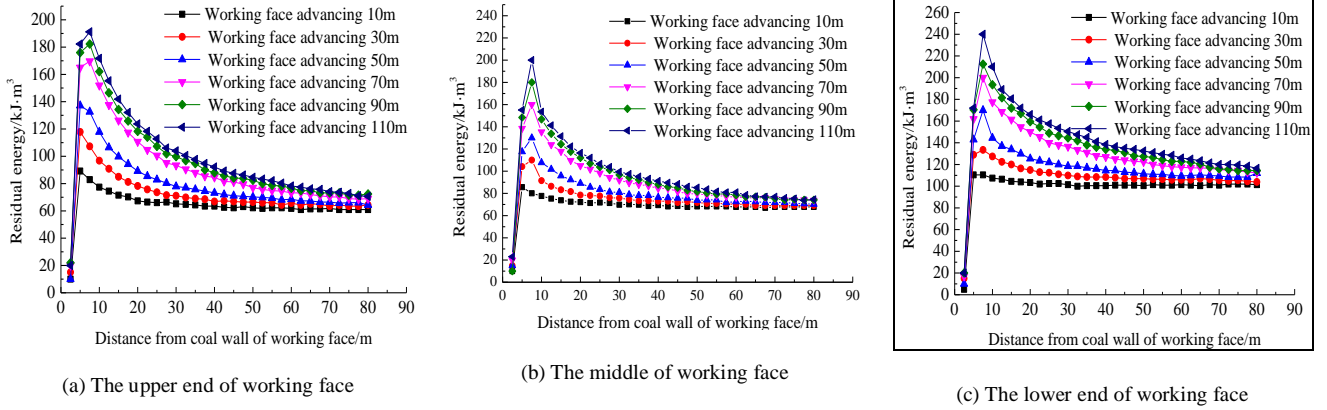 Residual energy/kJ·m³
200
180
160
140
120
100
80
60
40
20
0
0 10 20 30 40 50 60 70 80 90
Distance from coal wall of working face/m
Working face advancing 10m
Working face advancing 30m
Working face advancing 50m
Working face advancing 70m
Working face advancing 90m
Working face advancing 110m
(a) The upper end of working face
Residual energy/kJ·m³
240
220
200
180
160
140
120
100
80
60
40
20
0
0 10 20 30 40 50 60 70 80 90
Distance from coal wall of working face/m
Working face advancing 10m
Working face advancing 30m
Working face advancing 50m
Working face advancing 70m
Working face advancing 90m
Working face advancing 110m
(b) The middle of working face
Residual energy/kJ·m³
260
240
220
200
180
160
140
120
100
80
60
40
20
0
0 10 20 30 40 50 60 70 80 90
Distance from coal wall of working face/m
Working face advancing 10m
Working face advancing 30m
Working face advancing 50m
Working face advancing 70m
Working face advancing 90m
Working face advancing 110m
(c) The lower end of working face